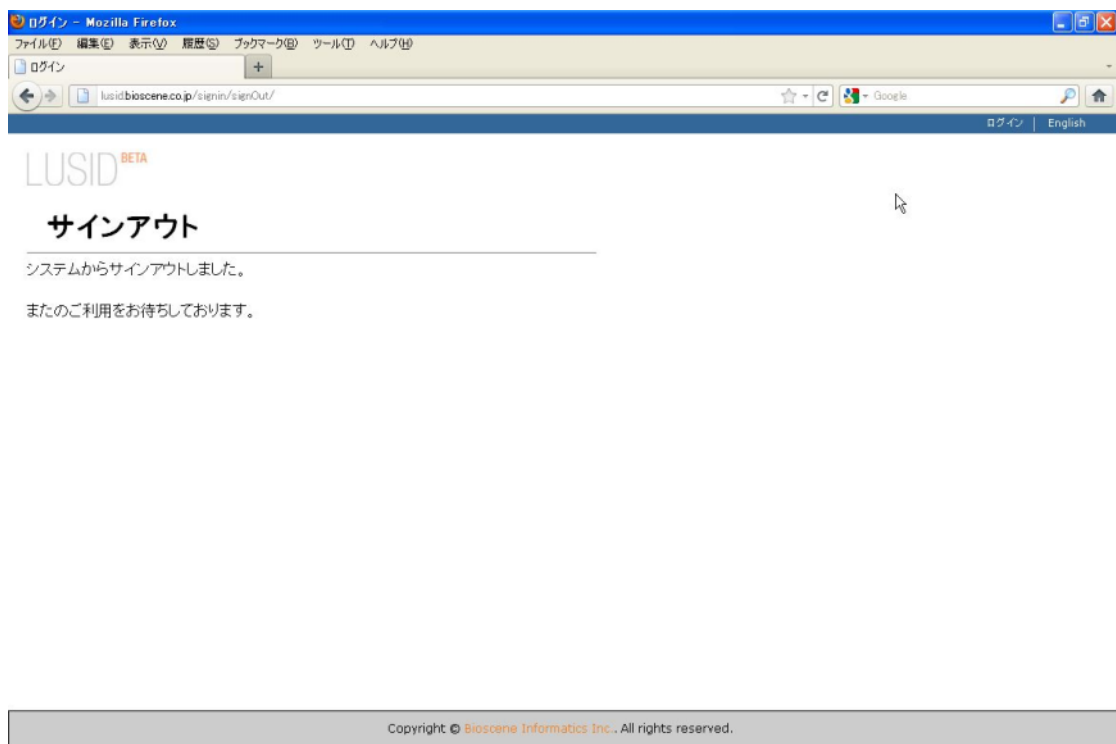 ログイン - Mozilla Firefox
ファイル(F) 編集(E) 表示(V) 履歴(S) ブックマーク(B) ツール(T) ヘルプ(H)
ログイン +
lusid.bioscene.co.jp/signin/signOut/ Google
ログイン | English
LUSID BETA
サインアウト
システムからサインアウトしました。
またのご利用をお待ちしております。
Copyright © Bioscene Informatics Inc.. All rights reserved.